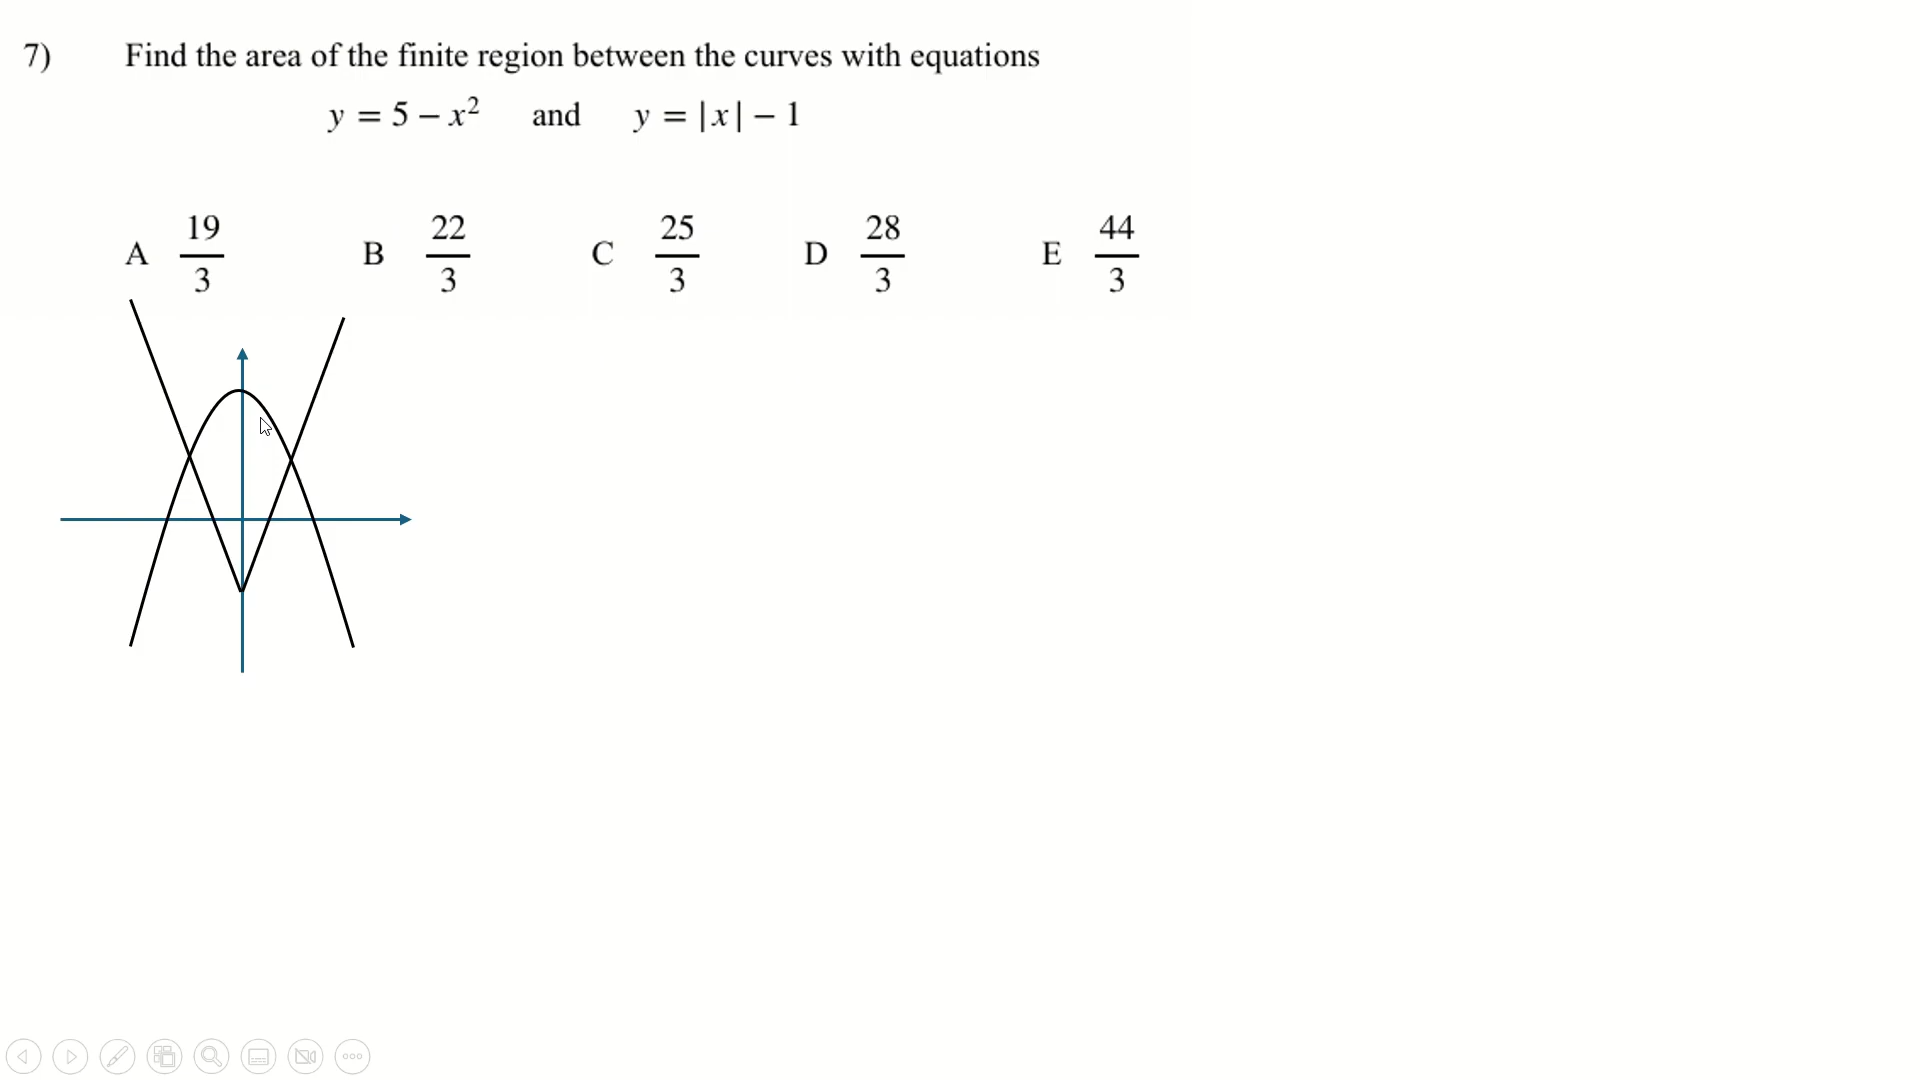 7) Find the area of the finite region between the curves with equations
y = 5 − x² and y = |x| − 1
A 19/3 B 22/3 C 25/3 D 28/3 E 44/3